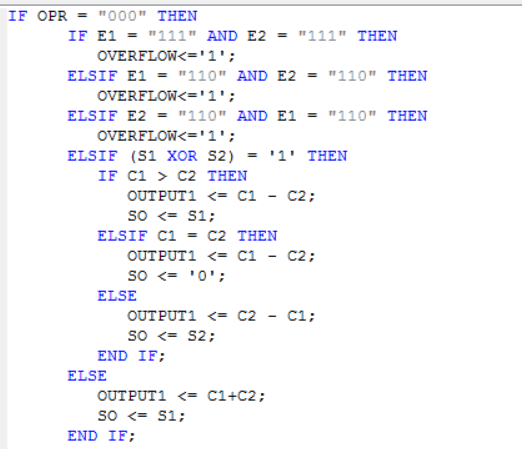 IF OPR = "000" THEN
IF E1 = "111" AND E2 = "111" THEN
OVERFLOW<='1';
ELSIF E1 = "110" AND E2 = "110" THEN
OVERFLOW<='1';
ELSIF E2 = "110" AND E1 = "110" THEN
OVERFLOW<='1';
ELSIF (S1 XOR S2) = '1' THEN
IF C1 > C2 THEN
OUTPUT1 <= C1 - C2;
SO <= S1;
ELSIF C1 = C2 THEN
OUTPUT1 <= C1 - C2;
SO <= '0';
ELSE
OUTPUT1 <= C2 - C1;
SO <= S2;
END IF;
ELSE
OUTPUT1 <= C1+C2;
SO <= S1;
END IF;